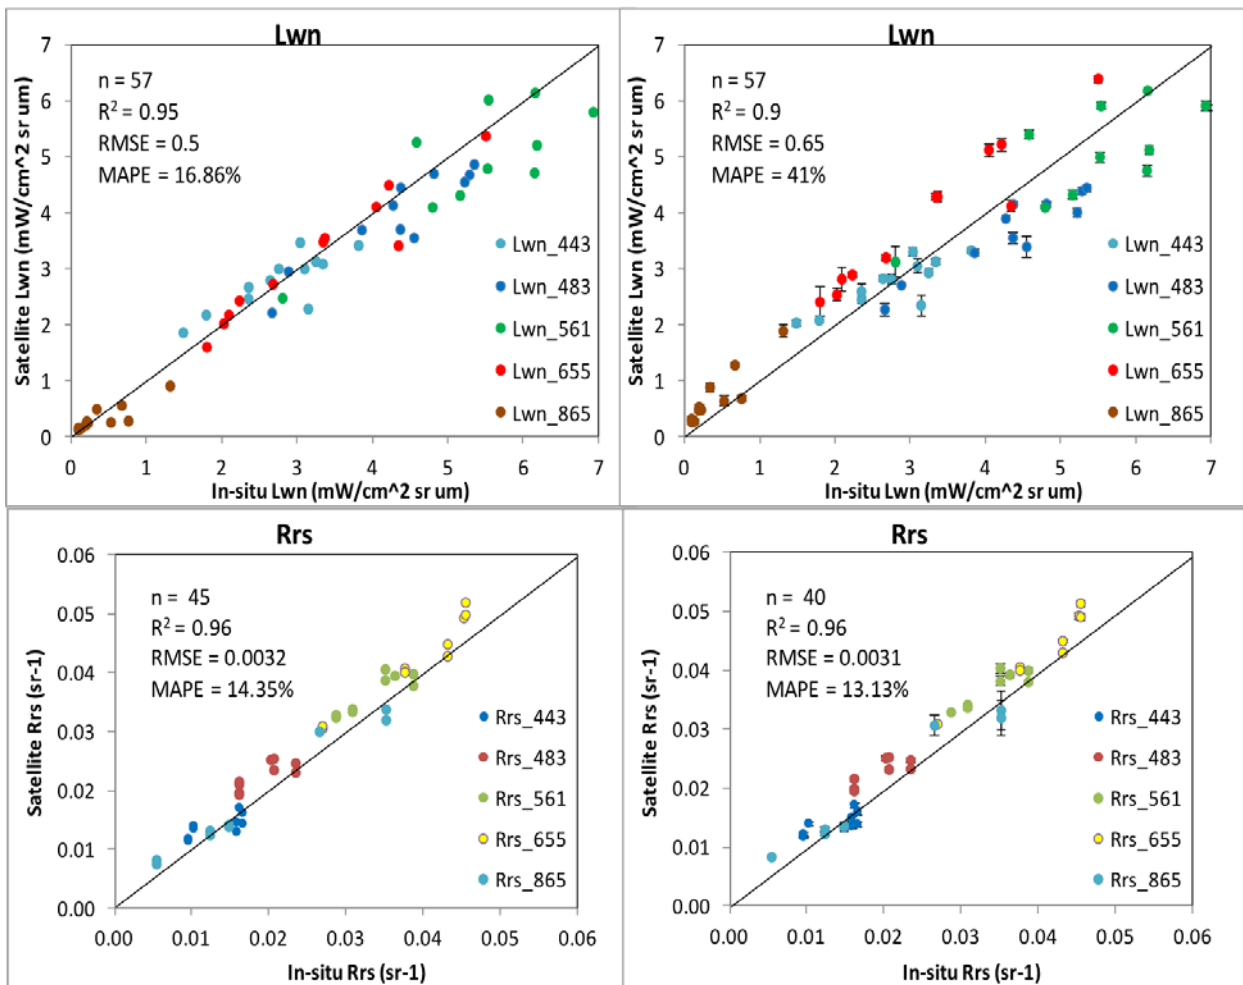 Lwn
7
6
5
4
3
2
1
0
Satellite Lwn (mW/cm^2 sr um)
n = 57
R² = 0.95
RMSE = 0.5
MAPE = 16.86%
Lwn_443
Lwn_483
Lwn_561
Lwn_655
Lwn_865
0 1 2 3 4 5 6 7
In-situ Lwn (mW/cm^2 sr um)
Lwn
7
6
5
4
3
2
1
0
Satellite Lwn (mW/cm^2 sr um)
n = 57
R² = 0.9
RMSE = 0.65
MAPE = 41%
Lwn_443
Lwn_483
Lwn_561
Lwn_655
Lwn_865
0 1 2 3 4 5 6 7
In-situ Lwn (mW/cm^2 sr um)
Rrs
0.06
0.05
0.04
0.03
0.02
0.01
0.00
Satellite Rrs (sr-1)
n = 45
R² = 0.96
RMSE = 0.0032
MAPE = 14.35%
Rrs_443
Rrs_483
Rrs_561
Rrs_655
Rrs_865
0.00 0.01 0.02 0.03 0.04 0.05 0.06
In-situ Rrs (sr-1)
Rrs
0.06
0.05
0.04
0.03
0.02
0.01
0.00
Satellite Rrs (sr-1)
n = 40
R² = 0.96
RMSE = 0.0031
MAPE = 13.13%
Rrs_443
Rrs_483
Rrs_561
Rrs_655
Rrs_865
0.00 0.01 0.02 0.03 0.04 0.05 0.06
In-situ Rrs (sr-1)